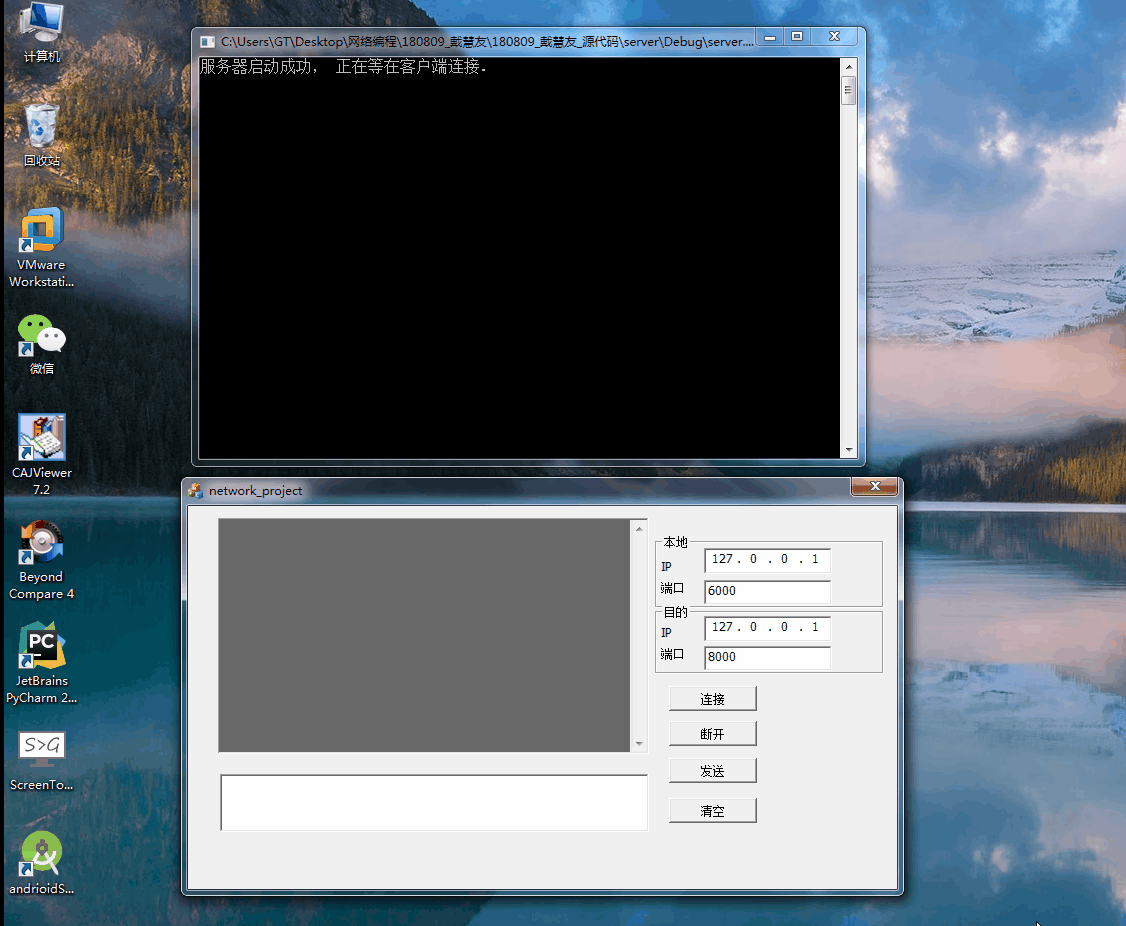 计算机
回收站
VMware
Workstati...
微信
CAJViewer
7.2
Beyond
Compare 4
PC
JetBrains
PyCharm 2...
S>G
ScreenTo...
andrioidS...
C:\Users\GT\Desktop\网络编程\180809_戴慧友\180809_戴慧友_源代码\server\Debug\server....
服务器启动成功， 正在等在客户端连接.
network_project
本地
IP
127 . 0 . 0 . 1
端口
6000
目的
IP
127 . 0 . 0 . 1
端口
8000
连接
断开
发送
清空